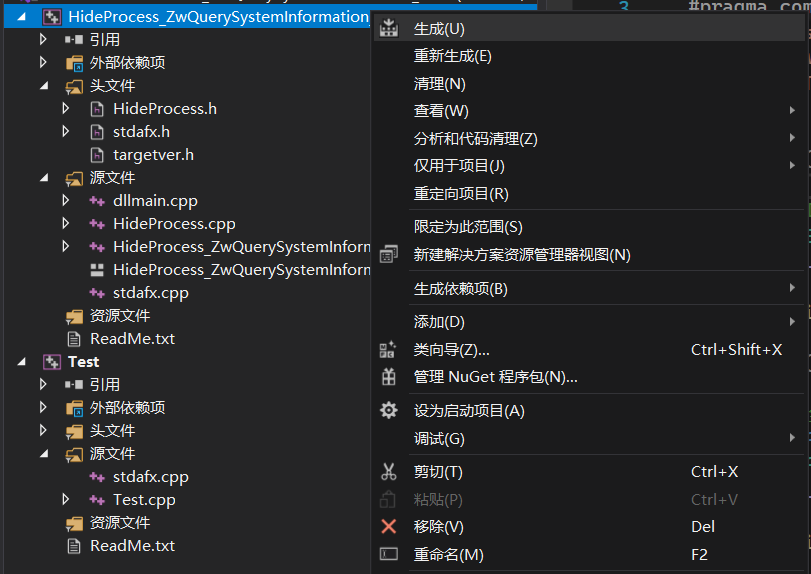 HideProcess_ZwQuerySystemInformation
引用
外部依赖项
头文件
HideProcess.h
stdafx.h
targetver.h
源文件
dllmain.cpp
HideProcess.cpp
HideProcess_ZwQuerySystemInform
HideProcess_ZwQuerySystemInform
stdafx.cpp
资源文件
ReadMe.txt
Test
引用
外部依赖项
头文件
源文件
stdafx.cpp
Test.cpp
资源文件
ReadMe.txt
3 #pragma com
生成(U)
重新生成(E)
清理(N)
查看(W)
分析和代码清理(Z)
仅用于项目(J)
重定向项目(R)
限定为此范围(S)
新建解决方案资源管理器视图(N)
生成依赖项(B)
添加(D)
类向导(Z)... Ctrl+Shift+X
管理 NuGet 程序包(N)...
设为启动项目(A)
调试(G)
剪切(T) Ctrl+X
粘贴(P) Ctrl+V
移除(V) Del
重命名(M) F2